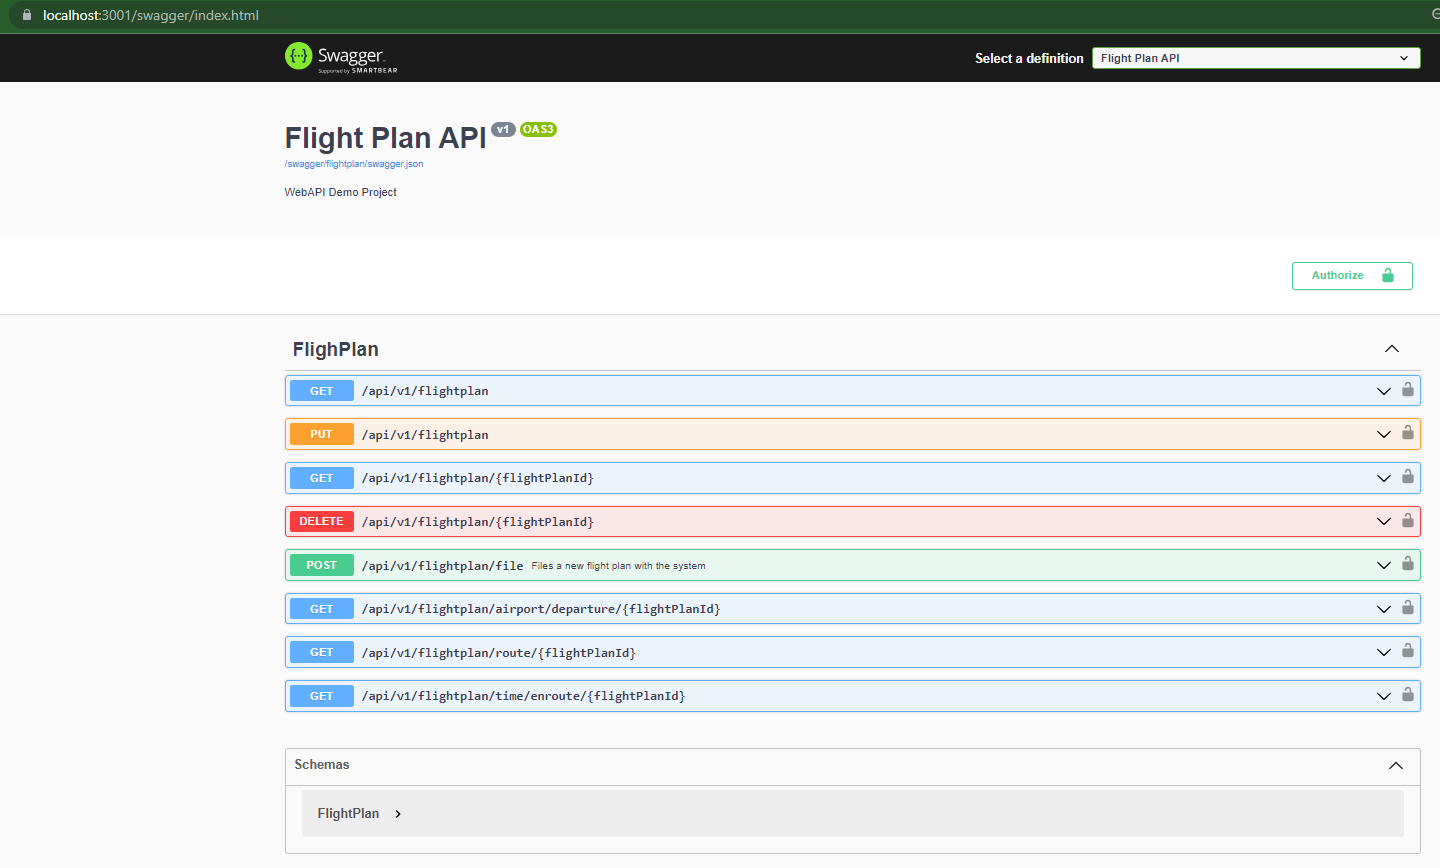 localhost:3001/swagger/index.html
{...} Swagger
Supported by SMARTBEAR
Select a definition Flight Plan API
Flight Plan API v1 OAS3
/swagger/flightplan/swagger.json
WebAPI Demo Project
Authorize
FlighPlan
GET /api/v1/flightplan
PUT /api/v1/flightplan
GET /api/v1/flightplan/{flightPlanId}
DELETE /api/v1/flightplan/{flightPlanId}
POST /api/v1/flightplan/file Files a new flight plan with the system
GET /api/v1/flightplan/airport/departure/{flightPlanId}
GET /api/v1/flightplan/route/{flightPlanId}
GET /api/v1/flightplan/time/enroute/{flightPlanId}
Schemas
FlightPlan